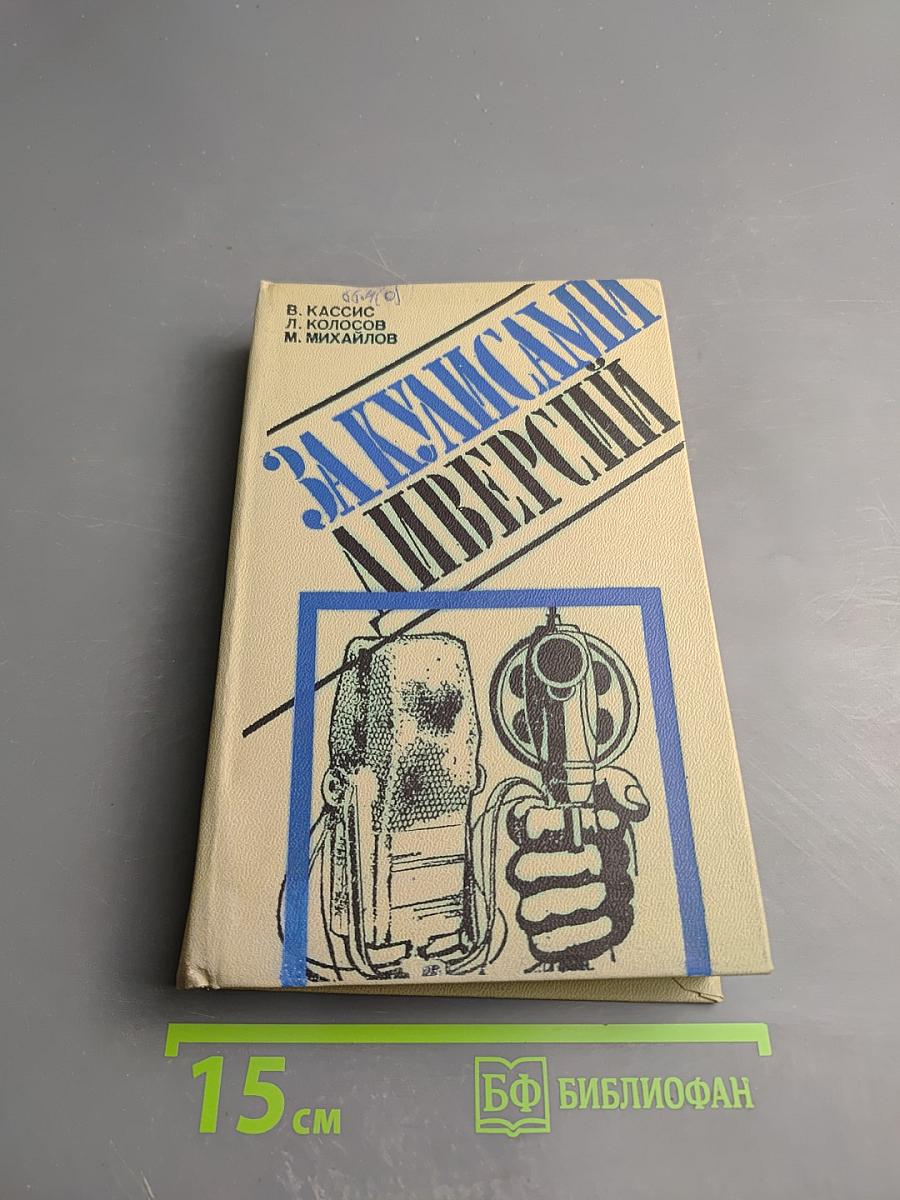 В. КАССИС
Л. КОЛОСОВ
М. МИХАЙЛОВ
ЗА КУЛИСАМИ
ДИВЕРСИЙ
15 см
БФ БИБЛИОФАН